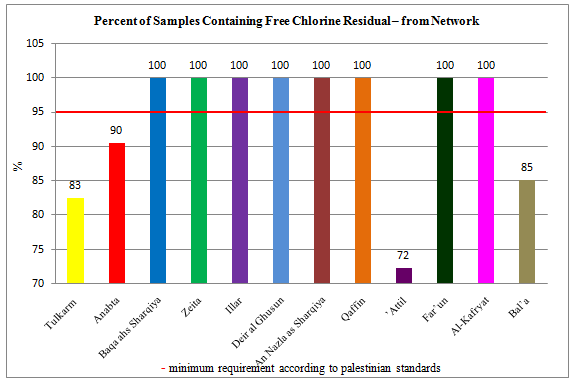 Percent of Samples Containing Free Chlorine Residual – from Network
105
100
95
90
85
80
75
70
%
83
90
100
100
100
100
100
100
72
100
100
85
Tulkarm
Anabta
Baqa ahs Sharqiya
Zeita
Illar
Deir al Ghusun
An Nazla as Sharqiya
Qaffin
`Attil
Far`un
Al-Kafiryat
Bal`a
- minimum requirement according to palestinian standards